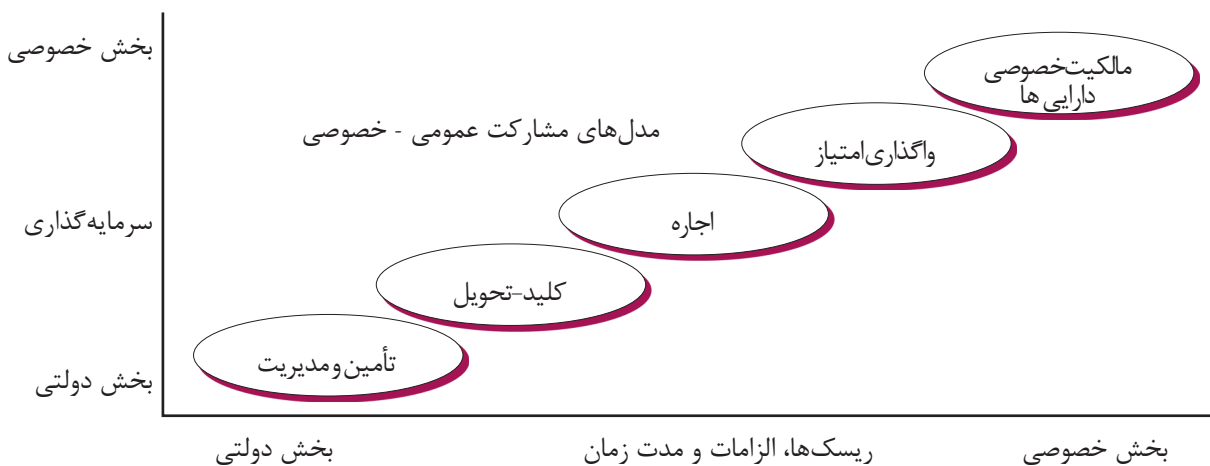 بخش خصوصی
مالکیت خصوصی
دارایی ها
مدل‌های مشارکت عمومی - خصوصی
واگذاری امتیاز
سرمایه‌گذاری
اجاره
کلید-تحویل
تأمین و مدیریت
بخش دولتی
بخش خصوصی
ریسک‌ها، الزامات و مدت زمان
بخش دولتی